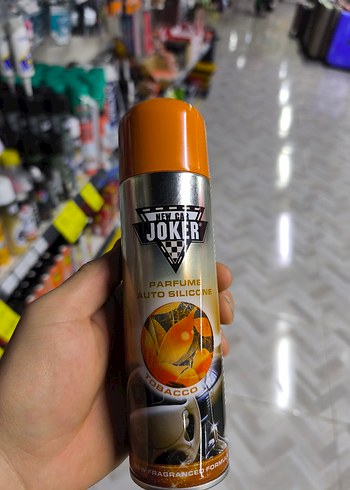 NEW CAR
JOKER
PARFUME
AUTO SILICONE
TOBACCO
FRAGRANCED FORMULA